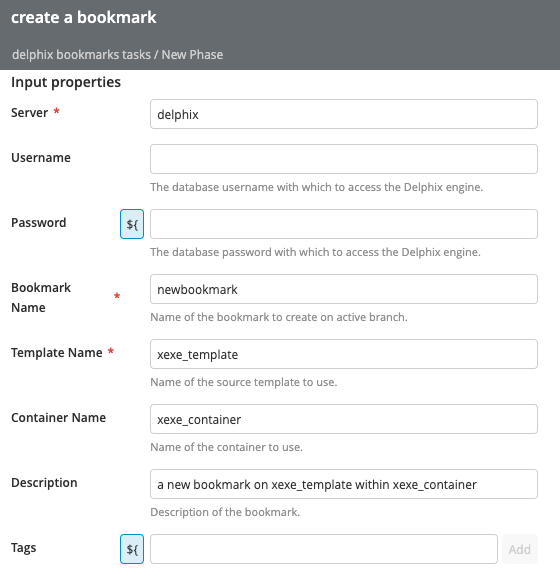 create a bookmark
delphix bookmarks tasks / New Phase
Input properties
Server *
delphix
Username
The database username with which to access the Delphix engine.
Password
${
The database password with which to access the Delphix engine.
Bookmark
Name
*
newbookmark
Name of the bookmark to create on active branch.
Template Name *
xexe_template
Name of the source template to use.
Container Name
xexe_container
Name of the container to use.
Description
a new bookmark on xexe_template within xexe_container
Description of the bookmark.
Tags
${
Add